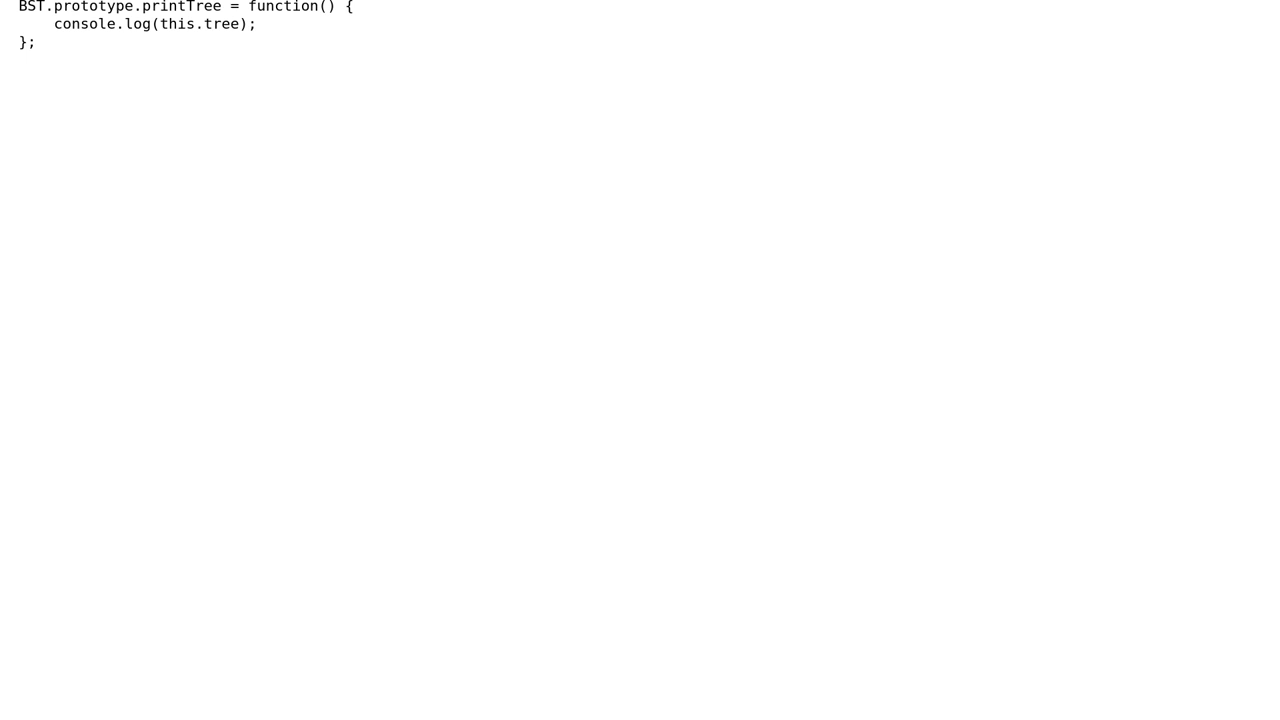 BST.prototype.printTree = function() {
    console.log(this.tree);
};